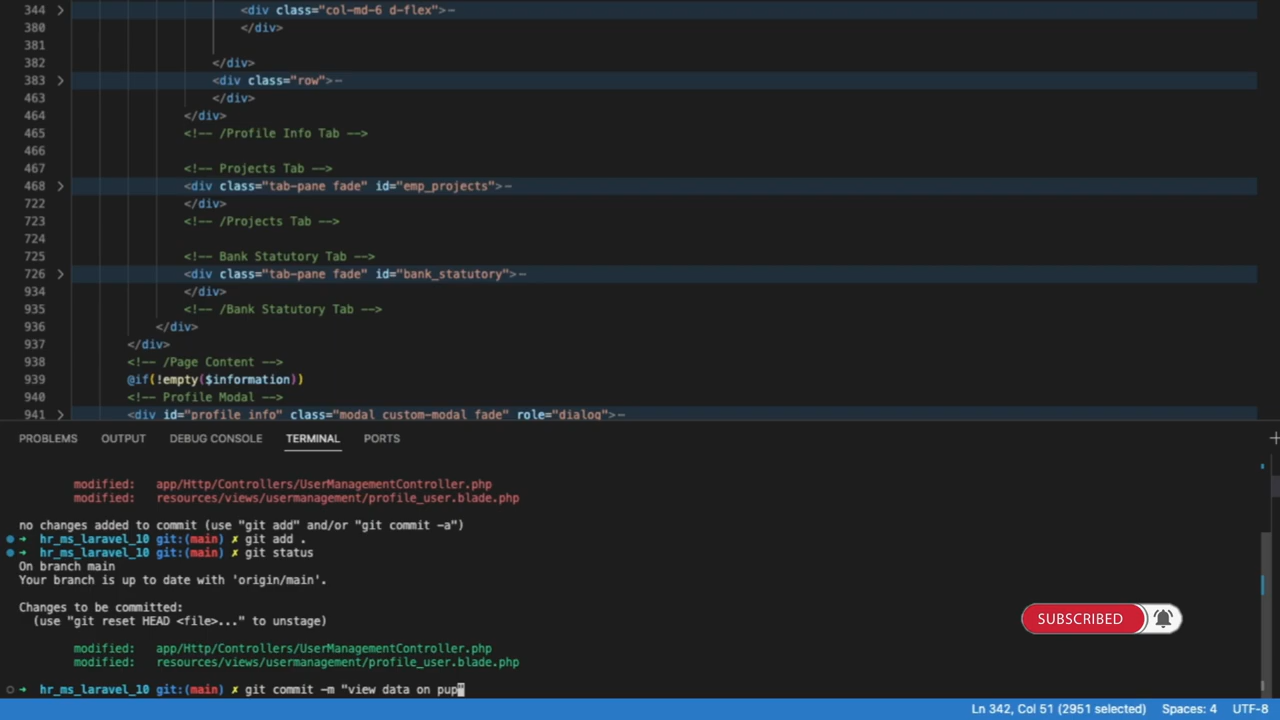 344 > <div class="col-md-6 d-flex">–
380 </div>
381
382 </div>
383 > <div class="row">–
463 </div>
464 </div>
465 <!-- /Profile Info Tab -->
466
467 <!-- Projects Tab -->
468 > <div class="tab-pane fade" id="emp_projects">–
722 </div>
723 <!-- /Projects Tab -->
724
725 <!-- Bank Statutory Tab -->
726 > <div class="tab-pane fade" id="bank_statutory">–
934 </div>
935 <!-- /Bank Statutory Tab -->
936 </div>
937 </div>
938 <!-- /Page Content -->
939 @if(!empty($information))
940 <!-- Profile Modal -->
941 > <div id="profile_info" class="modal custom-modal fade" role="dialog">–
PROBLEMS OUTPUT DEBUG CONSOLE TERMINAL PORTS
modified: app/Http/Controllers/UserManagementController.php
modified: resources/views/usermanagement/profile_user.blade.php
no changes added to commit (use "git add" and/or "git commit -a")
➜ hr_ms_laravel_10 git:(main) ✗ git add .
➜ hr_ms_laravel_10 git:(main) ✗ git status
On branch main
Your branch is up to date with 'origin/main'.
Changes to be committed:
(use "git reset HEAD <file>..." to unstage)
modified: app/Http/Controllers/UserManagementController.php
modified: resources/views/usermanagement/profile_user.blade.php
➜ hr_ms_laravel_10 git:(main) ✗ git commit -m "view data on pup"
SUBSCRIBED
Ln 342, Col 51 (2951 selected) Spaces: 4 UTF-8